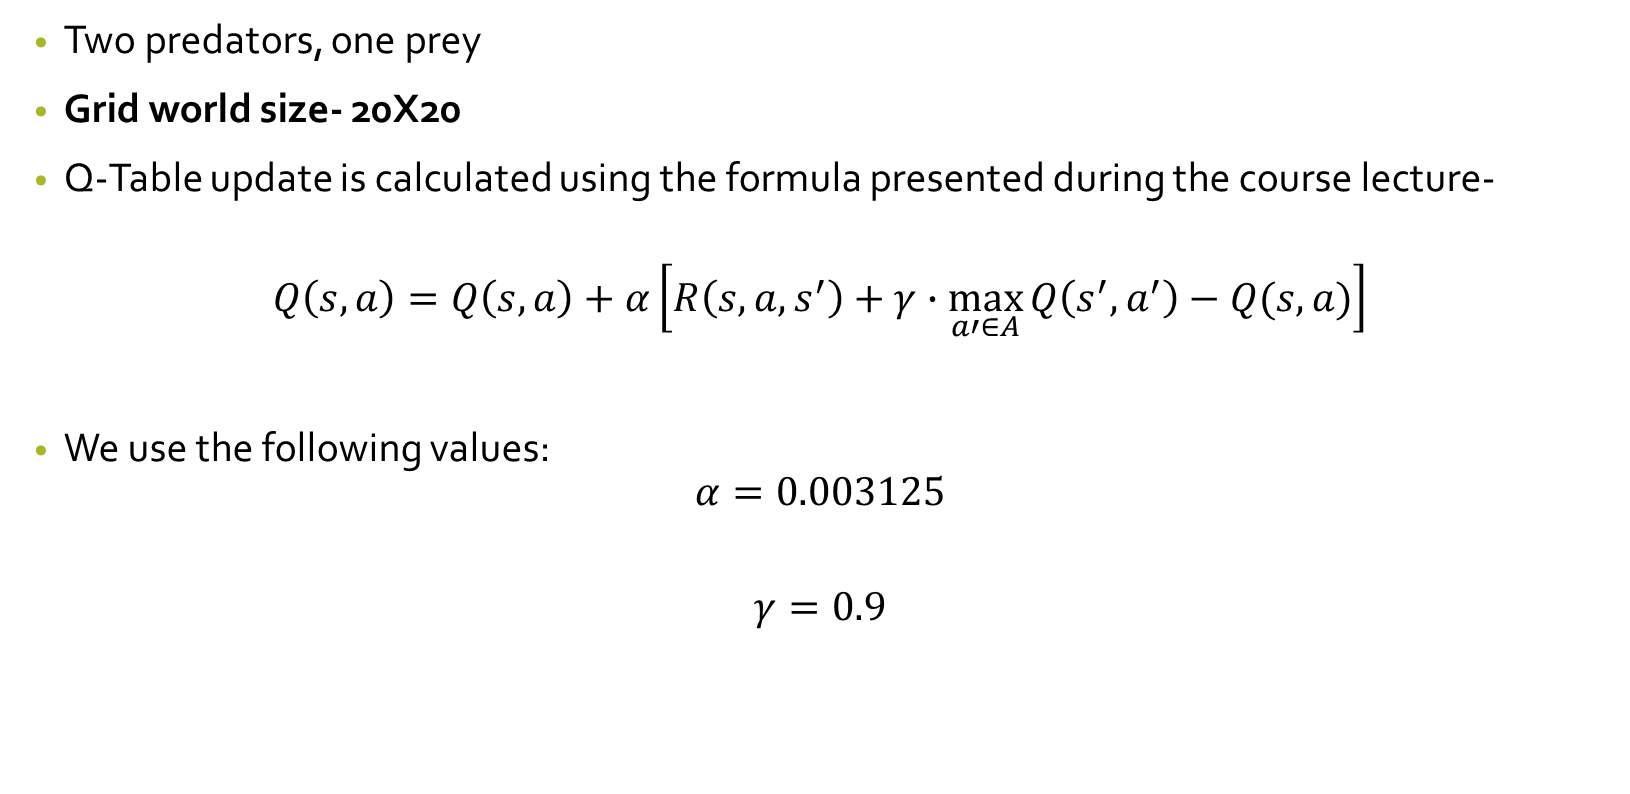 • Two predators, one prey
• Grid world size- 20X20
• Q-Table update is calculated using the formula presented during the course lecture-
Q(s, a) = Q(s, a) + α [R(s, a, s′) + γ · max Q(s′, a′) − Q(s, a)]
a′∈A
• We use the following values:
α = 0.003125
γ = 0.9